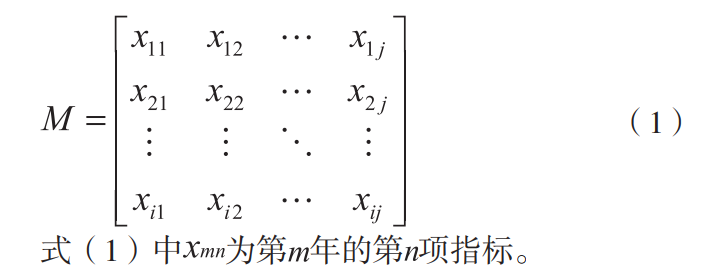 M = [ x₁₁ x₁₂ ⋯ x₁ⱼ
x₂₁ x₂₂ ⋯ x₂ⱼ
⋮ ⋮ ⋱ ⋮
xᵢ₁ xᵢ₂ ⋯ xᵢⱼ ] （1）
式（1）中xₘₙ为第m年的第n项指标。